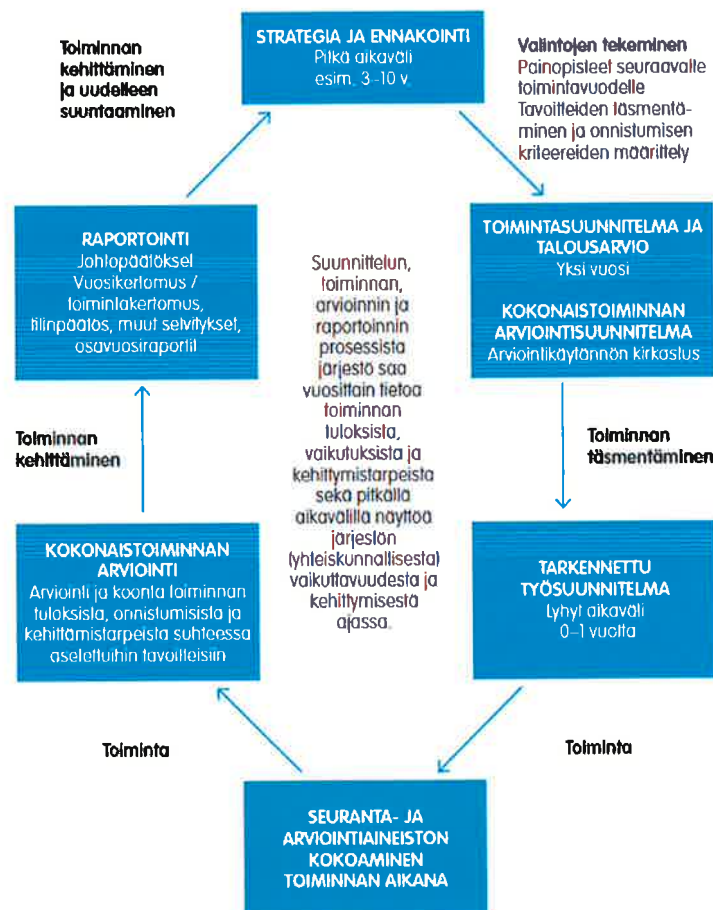 STRATEGIA JA ENNAKOINTI
Pitkä aikaväli
esim. 3–10 v.
Valintojen tekeminen
Painopisteet seuraavalle
toimintavuodelle
Tavoitteiden täsmentä-
minen ja onnistumisen
kriteereiden määrittely
TOIMINTASUUNNITELMA JA
TALOUSARVIO
Yksi vuosi
KOKONAISTOIMINNAN
ARVIOINTISUUNNITELMA
Arviointikäytännön kirkastus
Toiminnan
täsmentäminen
TARKENNETTU
TYÖSUUNNITELMA
Lyhyt aikaväli
0–1 vuotta
Toiminta
SEURANTA- JA
ARVIOINTIAINEISTON
KOKOAMINEN
TOIMINNAN AIKANA
Toiminta
KOKONAISTOIMINNAN
ARVIOINTI
Arviointi ja koonta toiminnan
tuloksista, onnistumisista ja
kehittämistarpeista suhteessa
asetettuihin tavoitteisiin
Toiminnan
kehittäminen
RAPORTOINTI
Johtopäätökset
Vuosikertomus /
toimintakertomus,
tilinpäätös, muut selvitykset,
osavuosiraportit
Toiminnan
kehittäminen
ja uudelleen
suuntaaminen
Suunnittelun,
toiminnan,
arvioinnin ja
raportoinnin
prosessista
järjestö saa
vuosittain tietoa
toiminnan
tuloksista,
vaikutuksista ja
kehittymistarpeista
sekä pitkällä
aikavälillä näyttöä
järjestön
(yhteiskunnallisesta)
vaikuttavuudesta ja
kehittymisestä
ajassa.